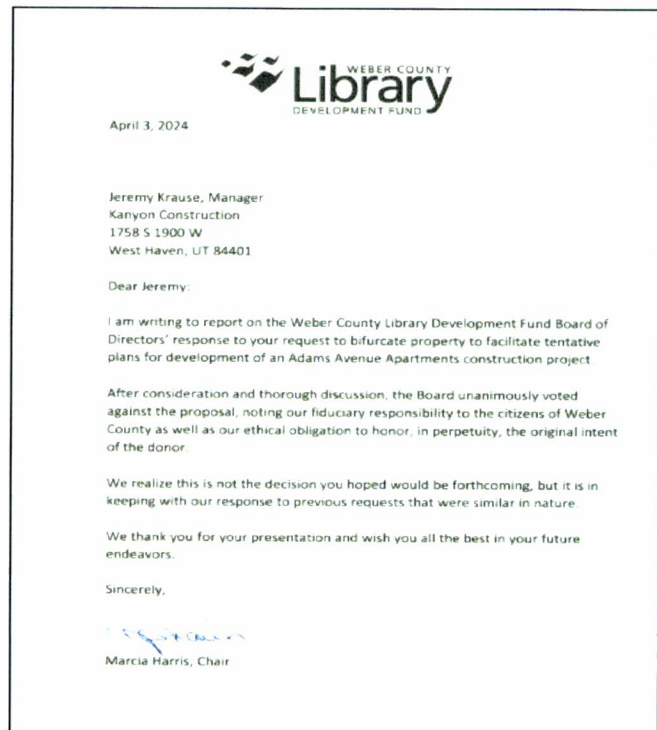 WEBER COUNTY
Library
DEVELOPMENT FUND
April 3, 2024
Jeremy Krause, Manager
Kanyon Construction
1758 S 1900 W
West Haven, UT 84401
Dear Jeremy:
I am writing to report on the Weber County Library Development Fund Board of
Directors' response to your request to bifurcate property to facilitate tentative
plans for development of an Adams Avenue Apartments construction project.
After consideration and thorough discussion, the Board unanimously voted
against the proposal, noting our fiduciary responsibility to the citizens of Weber
County as well as our ethical obligation to honor, in perpetuity, the original intent
of the donor.
We realize this is not the decision you hoped would be forthcoming, but it is in
keeping with our response to previous requests that were similar in nature.
We thank you for your presentation and wish you all the best in your future
endeavors.
Sincerely,
Marcia Harris, Chair